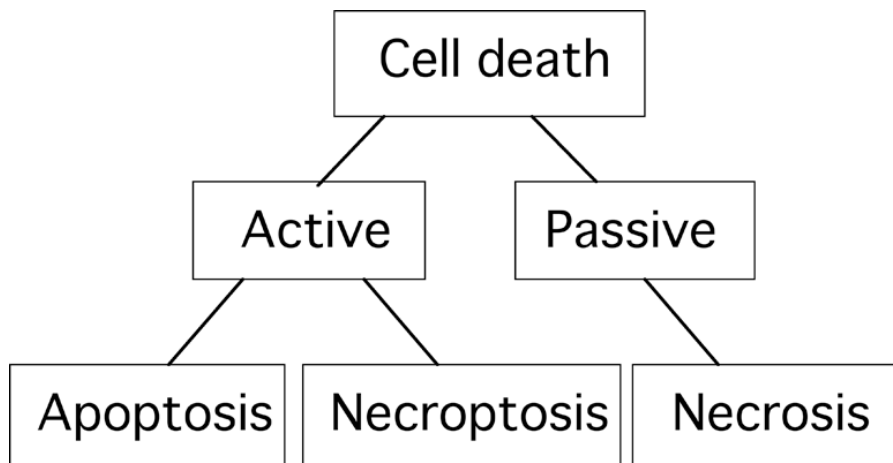 Cell death
Active
Passive
Apoptosis
Necroptosis
Necrosis